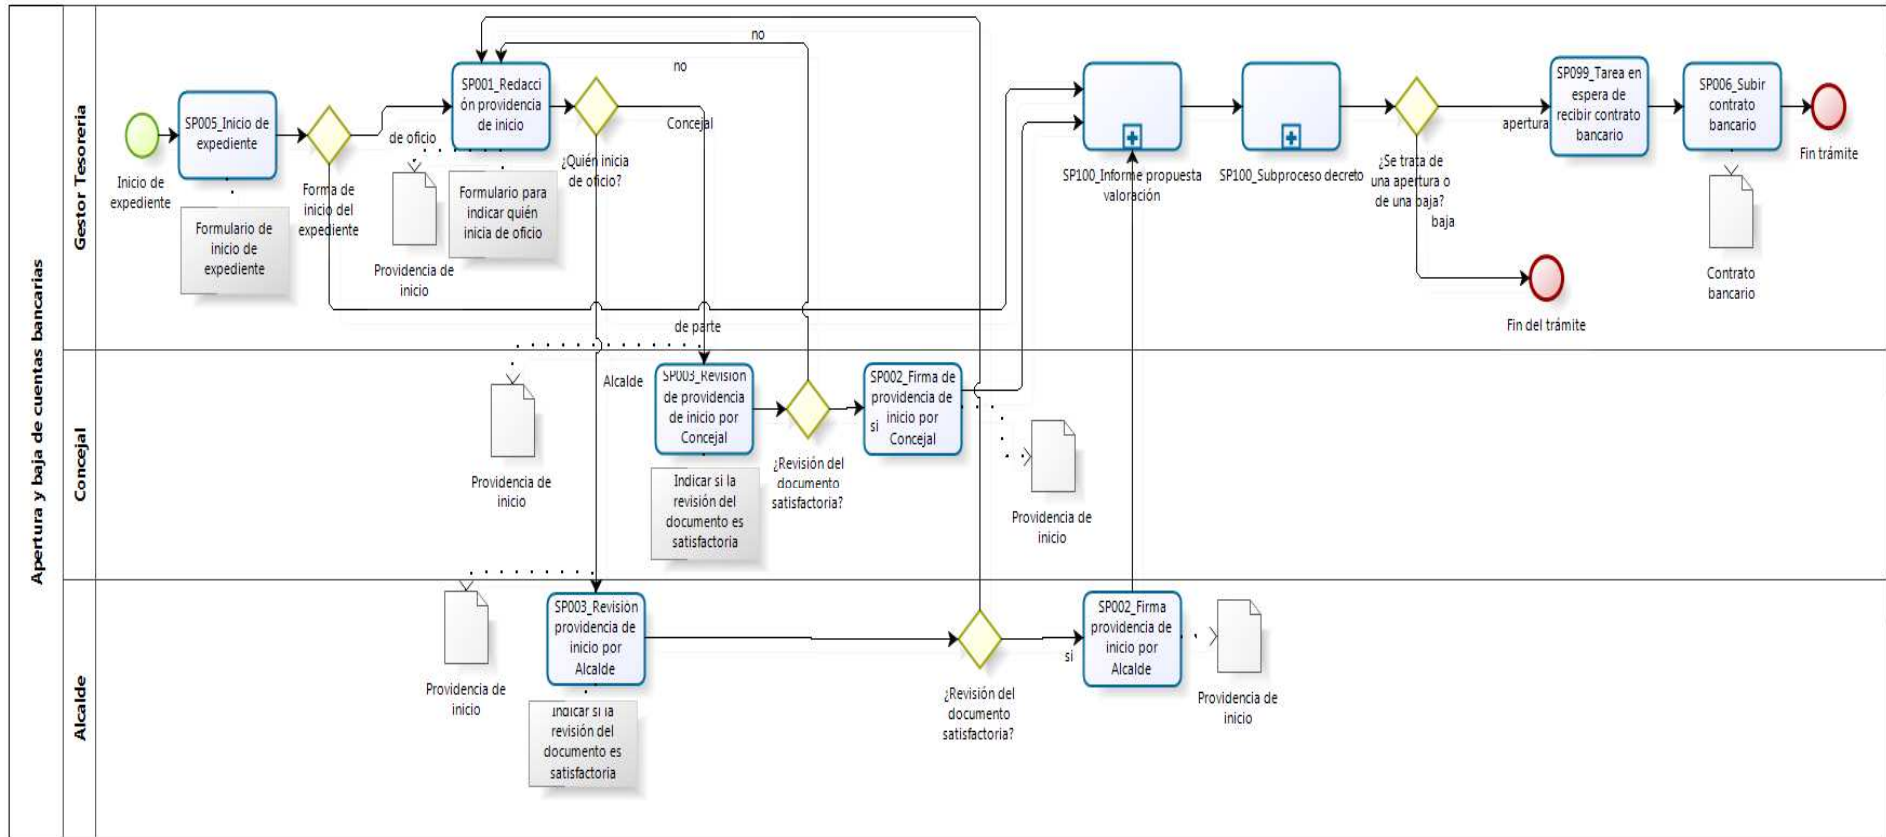 Apertura y baja de cuentas bancarias
Gestor Tesoreria
Inicio de
expediente
SP005_Inicio de
expediente
Formulario de
inicio de
expediente
Forma de
inicio del
expediente
de oficio
de parte
SP001_Redacci
ón providencia
de inicio
Providencia de
inicio
Formulario para
indicar quién
inicia de oficio
¿Quién inicia
de oficio?
Concejal
Alcalde
no
no
SP100_Informe propuesta
valoración
SP100_Subproceso decreto
¿Se trata de
una apertura o
de una baja?
apertura
baja
SP099_Tarea en
espera de
recibir contrato
bancario
SP006_Subir
contrato
bancario
Fin trámite
Contrato
bancario
Fin del trámite
Concejal
Providencia de
inicio
SP003_Revisión
de providencia
de inicio por
Concejal
Indicar si la
revisión del
documento es
satisfactoria
¿Revisión del
documento
satisfactoria?
si
SP002_Firma de
providencia de
inicio por
Concejal
Providencia de
inicio
Alcalde
Providencia de
inicio
SP003_Revisión
providencia de
inicio por
Alcalde
Indicar si la
revisión del
documento es
satisfactoria
¿Revisión del
documento
satisfactoria?
si
SP002_Firma
providencia de
inicio por
Alcalde
Providencia de
inicio